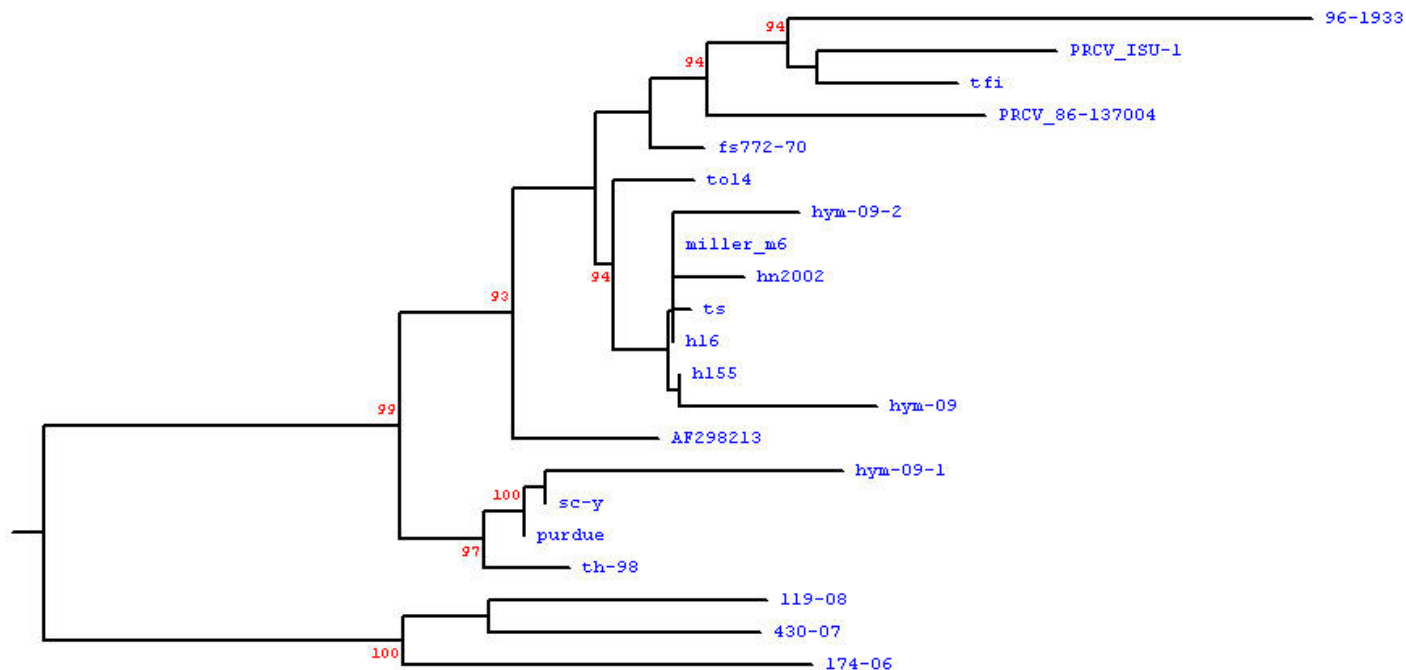 96-1933
94
PRCV_ISU-1
94
tfi
PRCV_86-137004
fs772-70
to14
hym-09-2
miller_m6
94
hn2002
93
ts
h16
h155
99
hym-09
AF298213
hym-09-1
100
sc-y
purdue
97
th-98
119-08
430-07
100
174-06